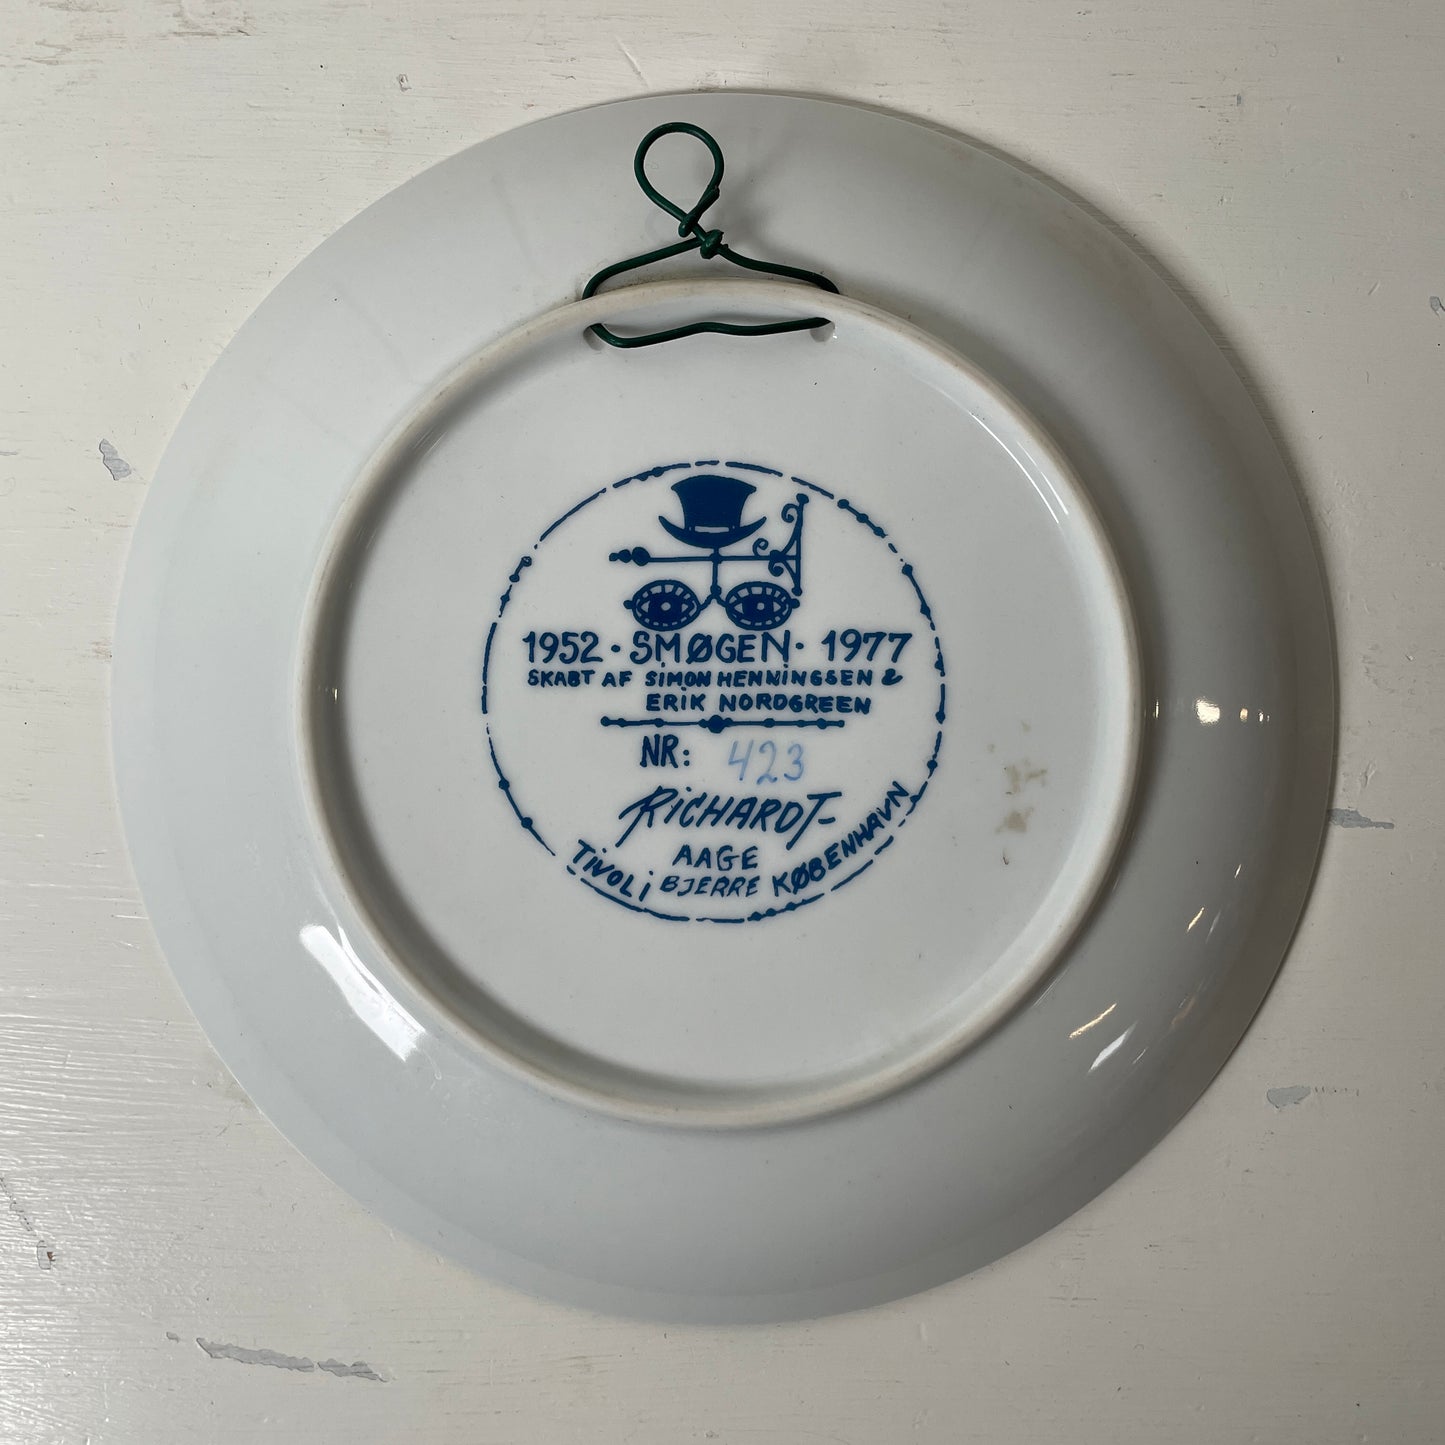 1952 · SMØGEN · 1977
SKABT AF SIMON HENNINGSEN &
ERIK NORDGREEN
NR: 423
RICHARDT
AAGE
BJERRE
TIVOLI KØBENHAVN